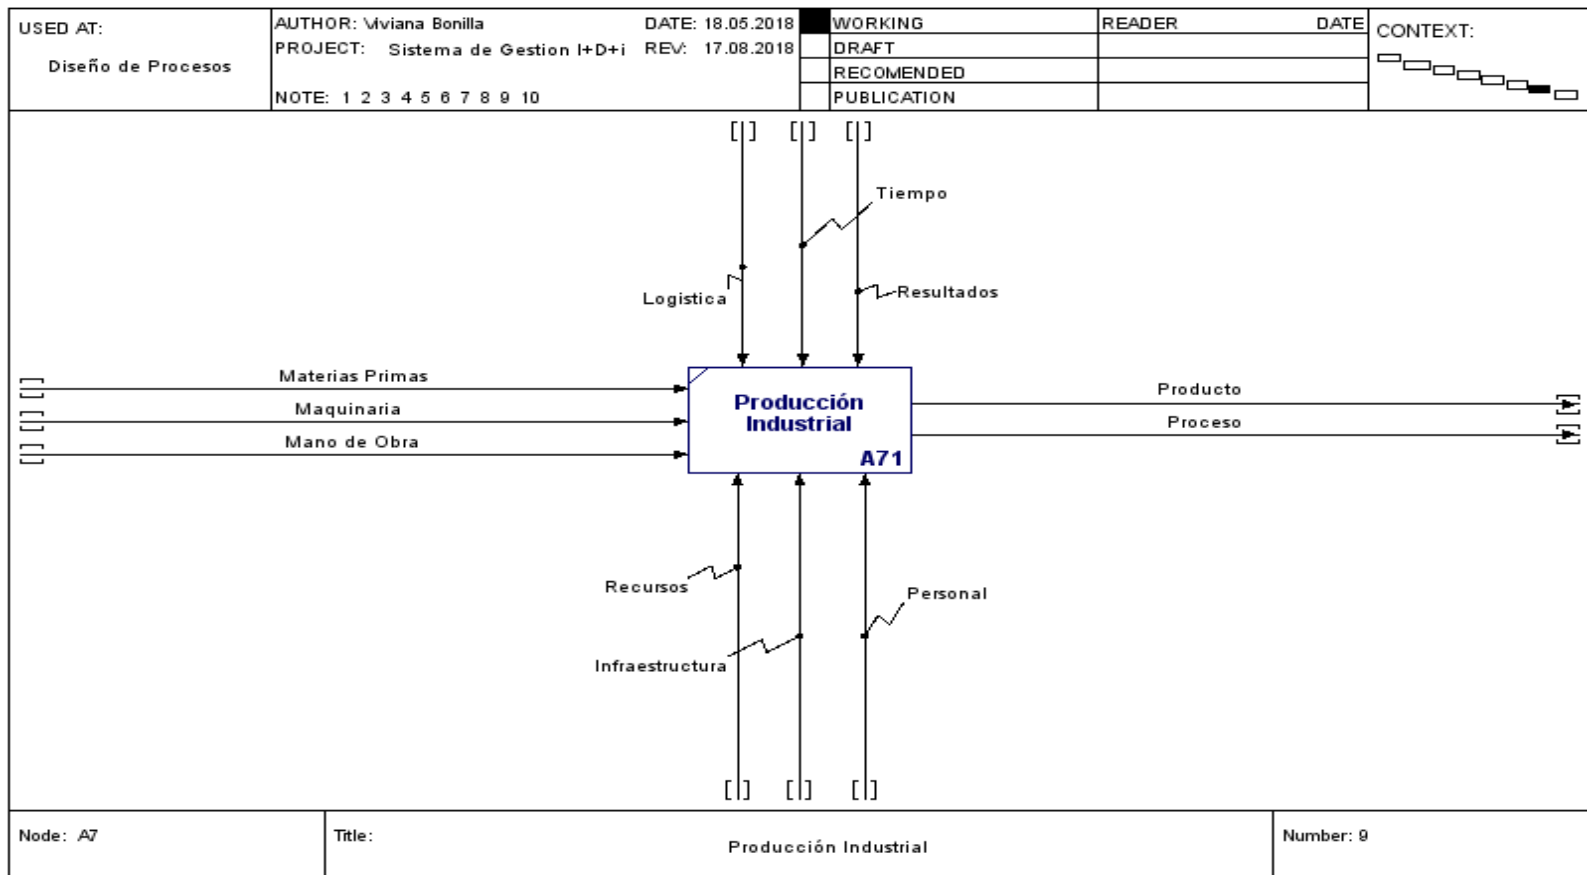 USED AT:
Diseño de Procesos
AUTHOR: Viviana Bonilla
DATE: 18.05.2018
PROJECT: Sistema de Gestion I+D+i
REV: 17.08.2018
NOTE: 1 2 3 4 5 6 7 8 9 10
WORKING
DRAFT
RECOMENDED
PUBLICATION
READER
DATE
CONTEXT:
Tiempo
Logistica
Resultados
Materias Primas
Maquinaria
Mano de Obra
Producción
Industrial
A71
Producto
Proceso
Recursos
Personal
Infraestructura
Node: A7
Title:
Producción Industrial
Number: 9